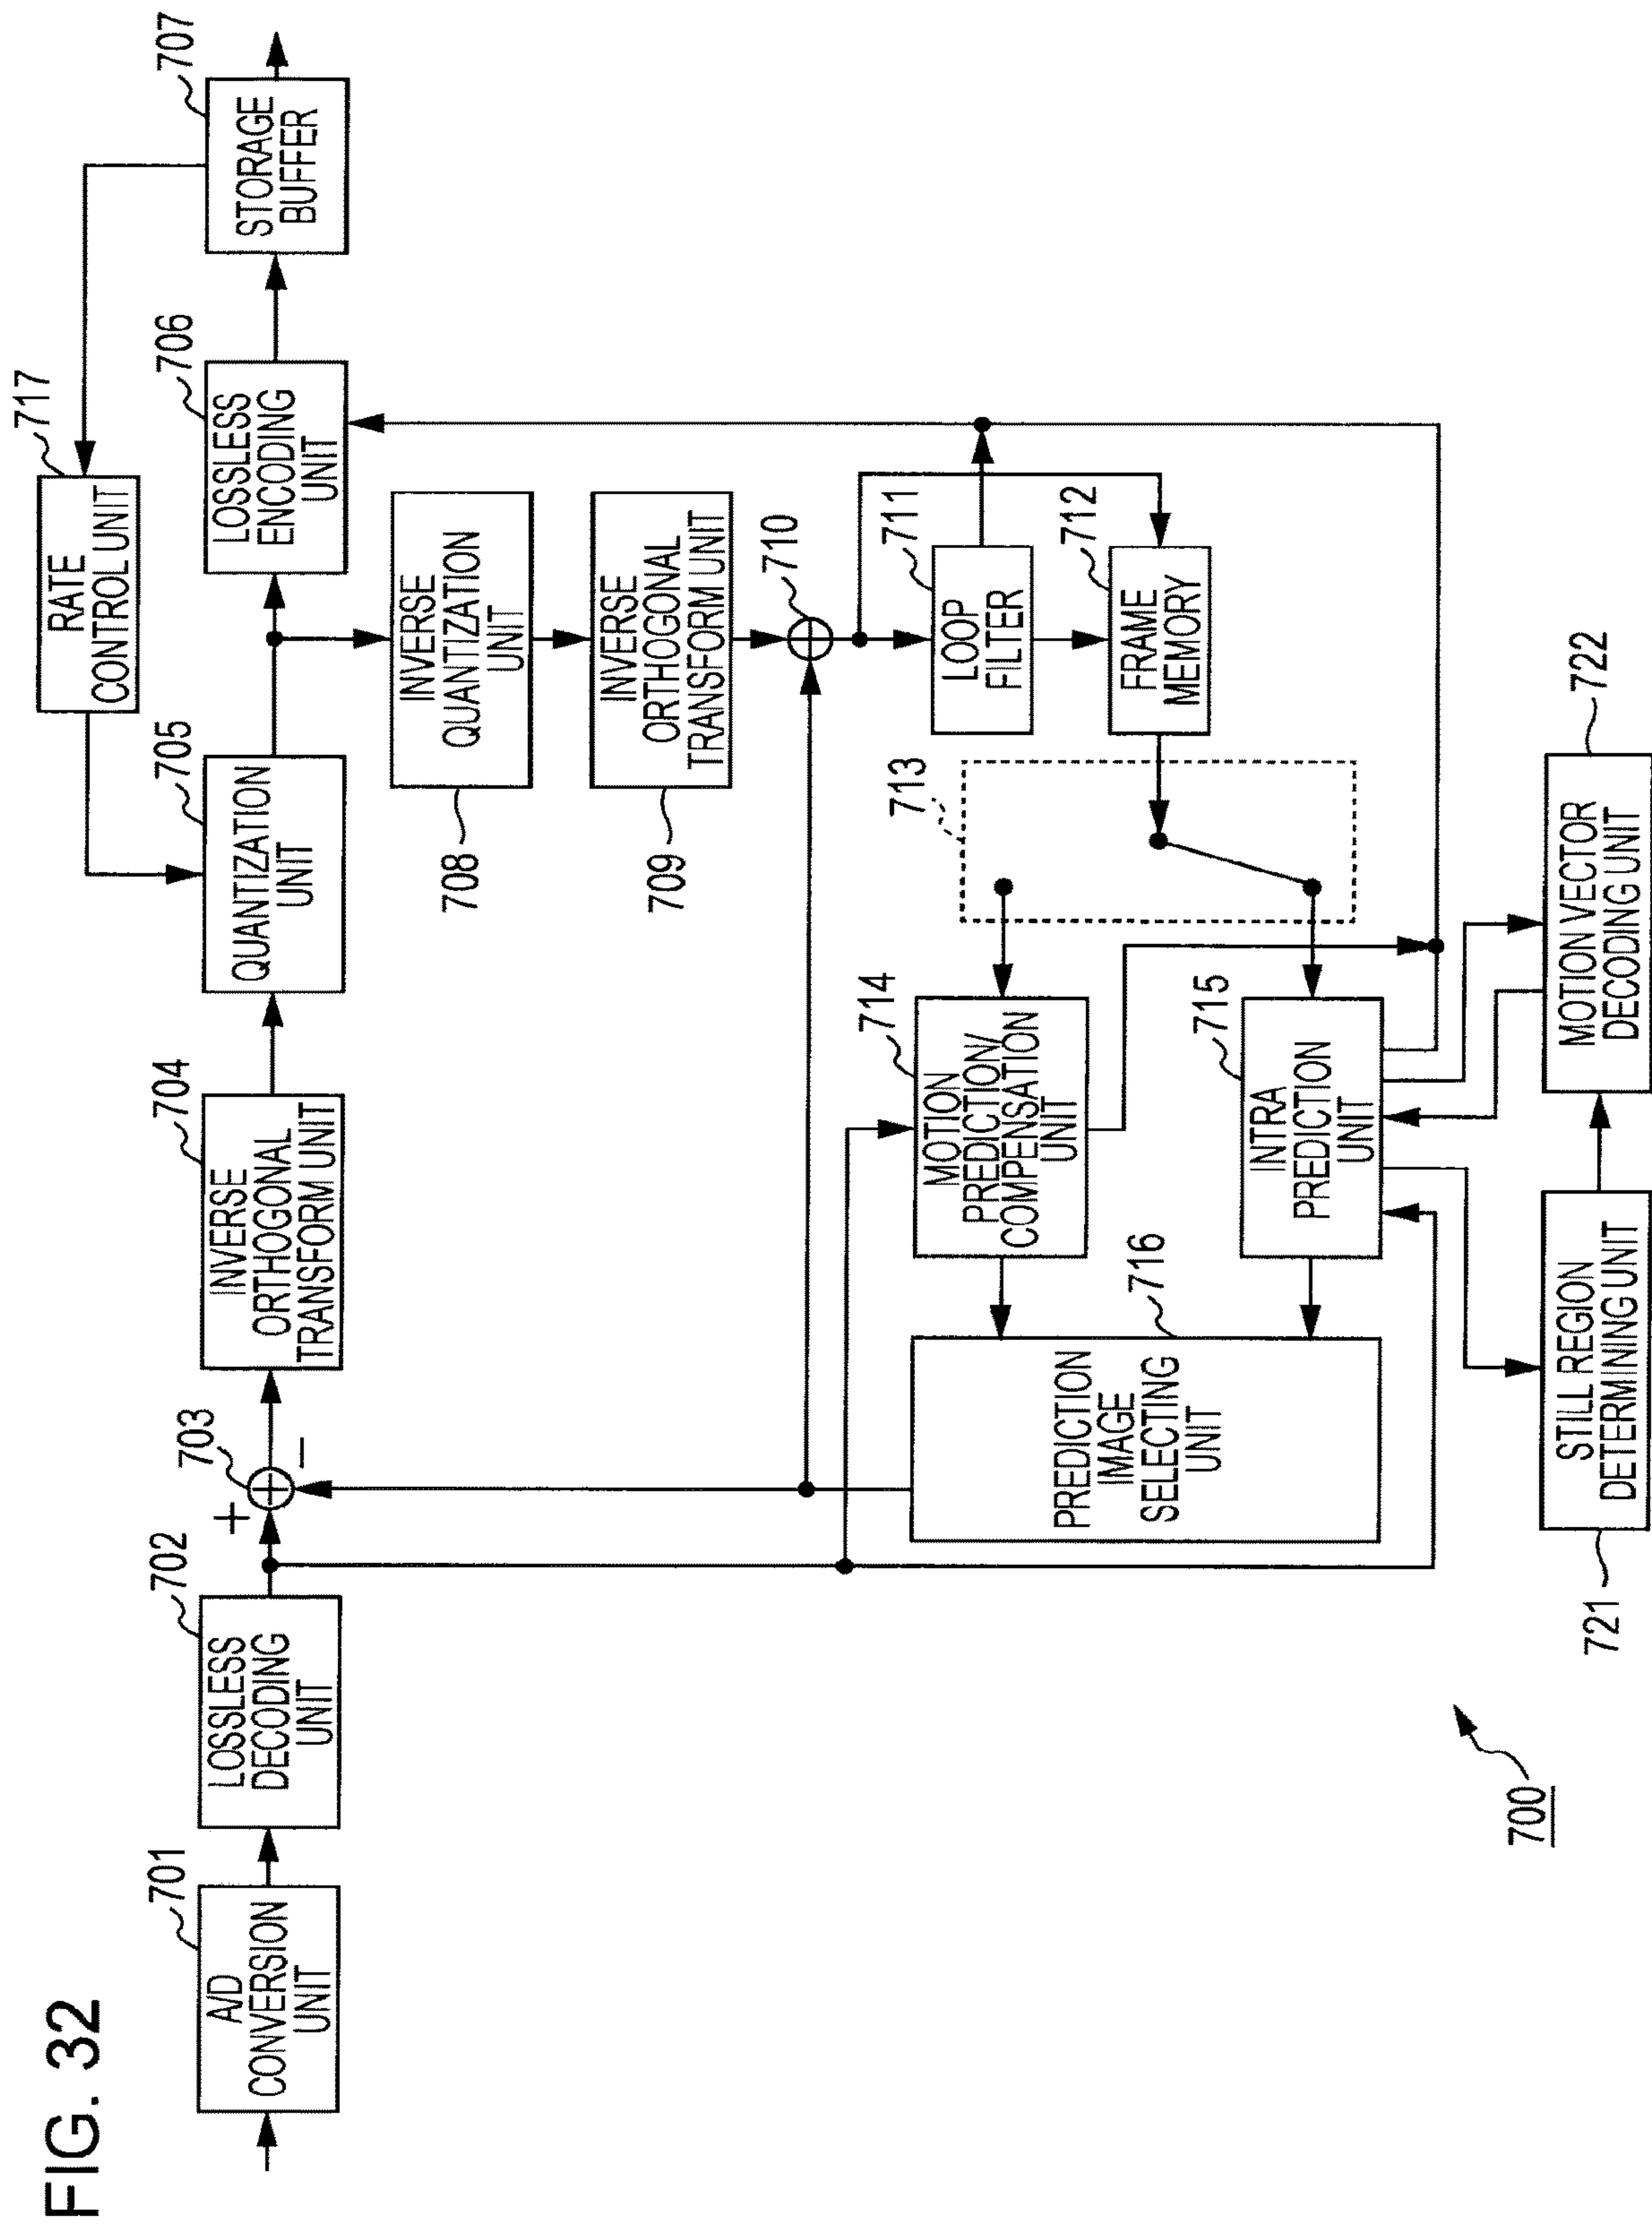 FIG. 32
701
A/D
CONVERSION
UNIT
702
LOSSLESS
DECODING
UNIT
703
+
−
704
INVERSE
ORTHOGONAL
TRANSFORM UNIT
705
QUANTIZATION
UNIT
717
RATE
CONTROL UNIT
706
LOSSLESS
ENCODING
UNIT
707
STORAGE
BUFFER
708
INVERSE
QUANTIZATION
UNIT
709
INVERSE
ORTHOGONAL
TRANSFORM UNIT
710
711
LOOP
FILTER
712
FRAME
MEMORY
713
714
MOTION
PREDICTION/
COMPENSATION
UNIT
715
INTRA
PREDICTION
UNIT
716
PREDICTION
IMAGE
SELECTING
UNIT
721
STILL REGION
DETERMINING UNIT
722
MOTION VECTOR
DECODING UNIT
700